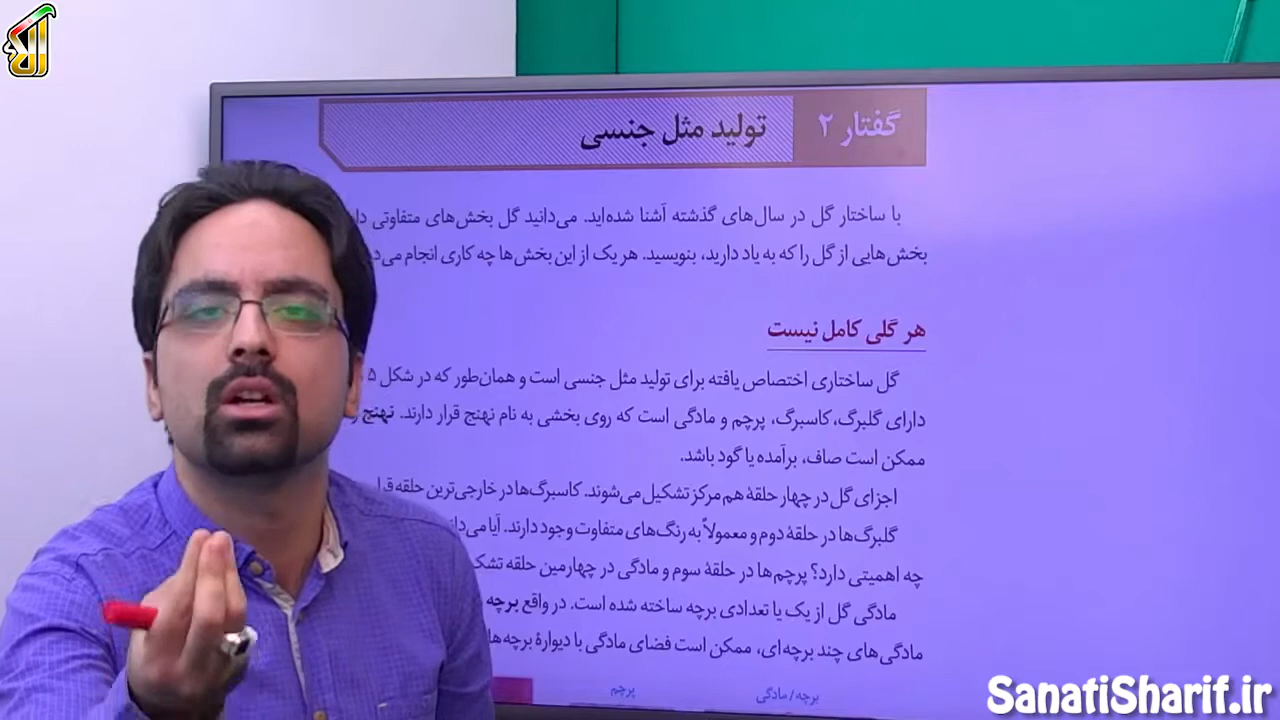 گفتار ۲
تولید مثل جنسی
با ساختار گل در سال‌های گذشته آشنا شده‌اید. می‌دانید گل بخش‌های متفاوتی
بخش‌هایی از گل را که به یاد دارید، بنویسید. هر یک از این بخش‌ها چه کاری انجام
هر گلی کامل نیست
گل ساختاری اختصاص یافته برای تولید مثل جنسی است و همان‌طور که در شکل ۵
دارای گلبرگ، کاسبرگ، پرچم و مادگی است که روی بخشی به نام نهنج قرار دارند. نهنج
ممکن است صاف، برآمده یا گود باشد.
اجزای گل در چهار حلقهٔ هم مرکز تشکیل می‌شوند. کاسبرگ‌ها در خارجی‌ترین حلقه
گلبرگ‌ها در حلقهٔ دوم و معمولاً به رنگ‌های متفاوت وجود دارند. آیا
چه اهمیتی دارد؟ پرچم‌ها در حلقهٔ سوم و مادگی در چهارمین حلقه
مادگی گل از یک یا تعدادی برچه ساخته شده است. در واقع برچه
مادگی‌های چند برچه‌ای، ممکن است فضای مادگی با دیوارهٔ برچه‌ها
برچه / مادگی
پرچم
SanatiSharif.ir